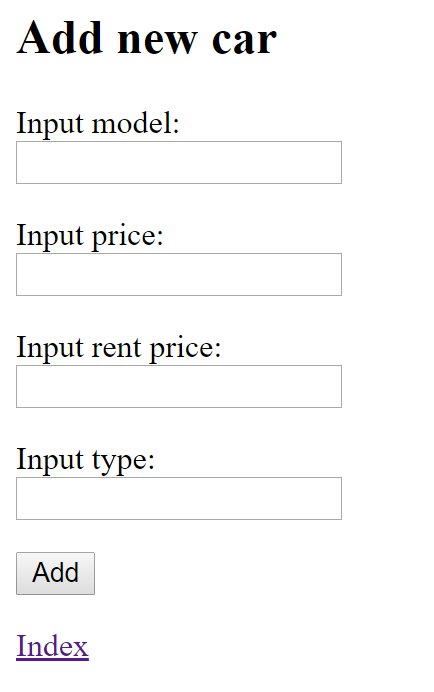 Add new car
Input model:
Input price:
Input rent price:
Input type:
Add
Index